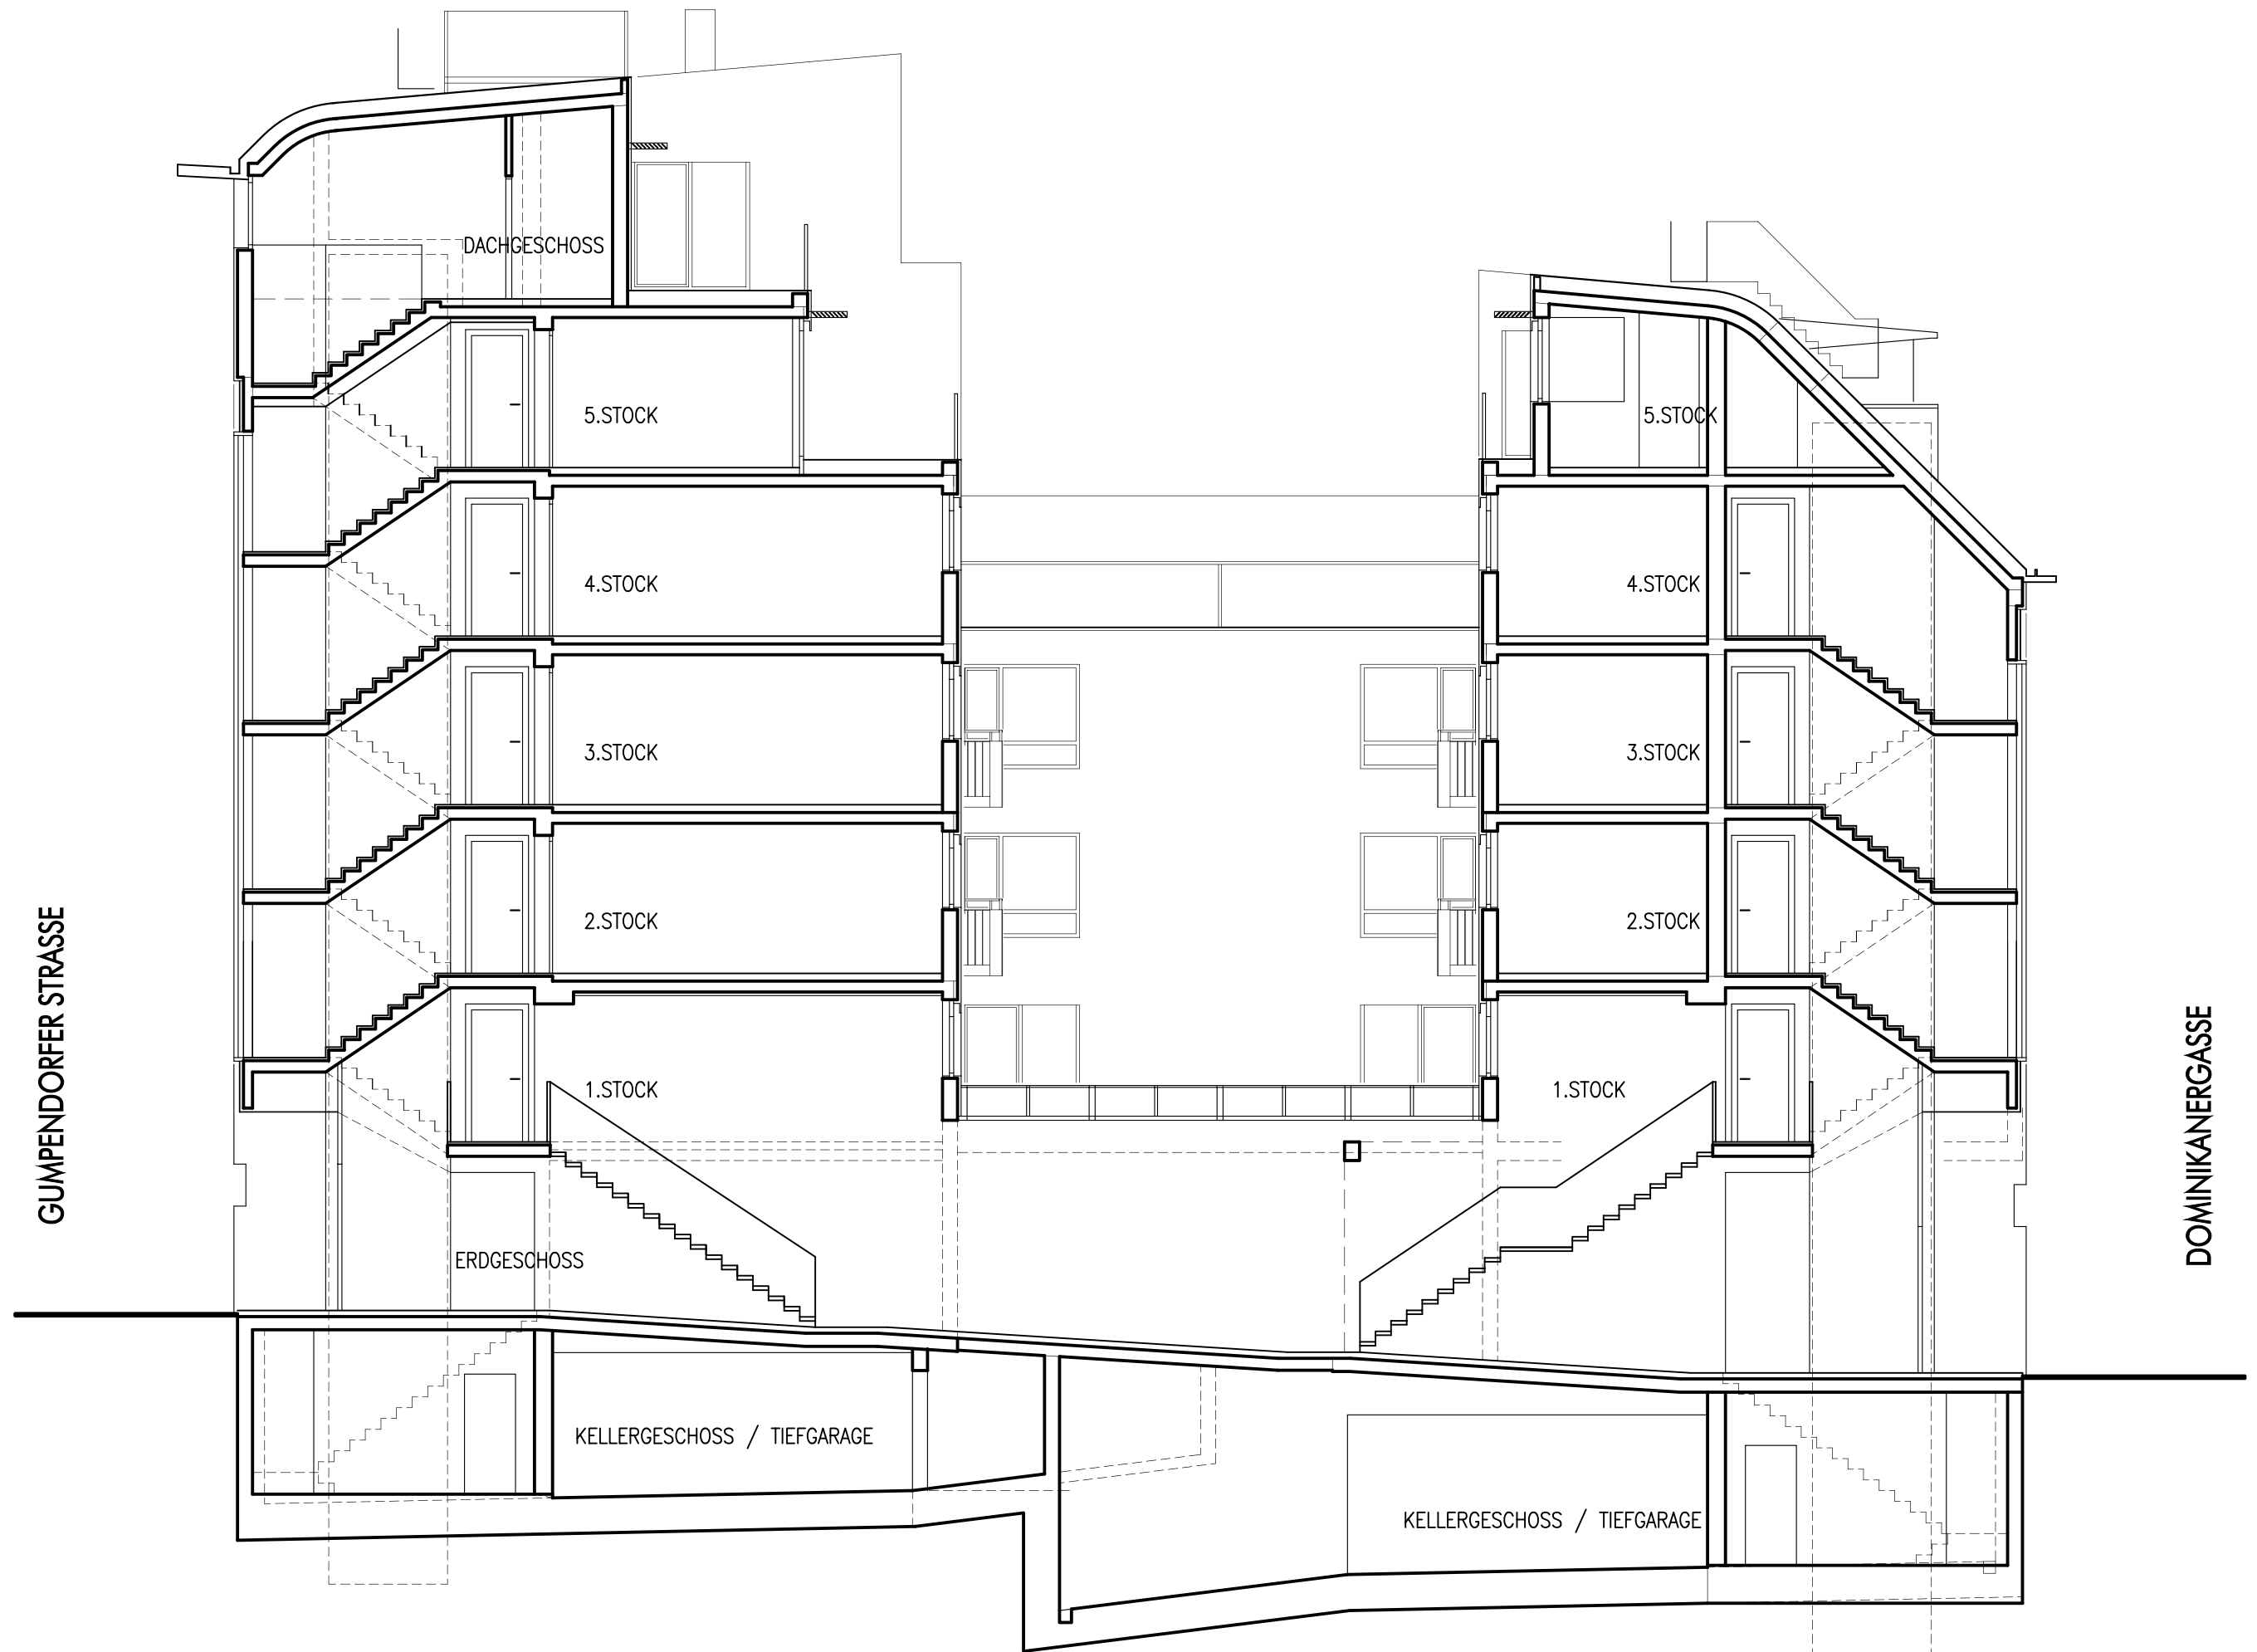 DACHGESCHOSS
5.STOCK
5.STOCK
4.STOCK
4.STOCK
3.STOCK
3.STOCK
2.STOCK
2.STOCK
1.STOCK
1.STOCK
GUMPENDORFER STRASSE
DOMINIKANERGASSE
ERDGESCHOSS
KELLERGESCHOSS / TIEFGARAGE
KELLERGESCHOSS / TIEFGARAGE